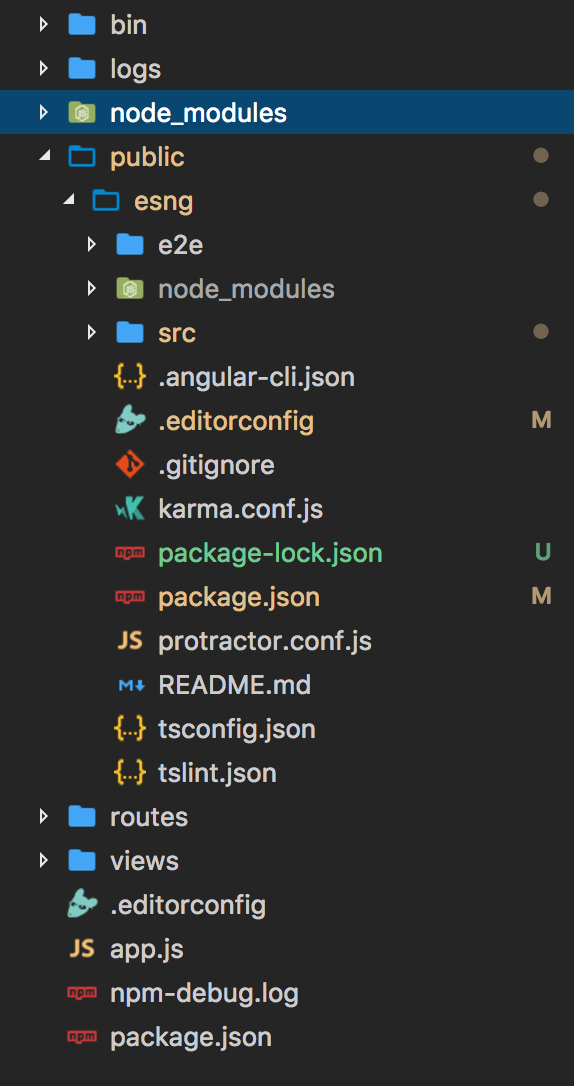 bin
logs
node_modules
public
esng
e2e
node_modules
src
{..} .angular-cli.json
.editorconfig M
.gitignore
K karma.conf.js
npm package-lock.json U
npm package.json M
JS protractor.conf.js
M README.md
{..} tsconfig.json
{..} tslint.json
routes
views
.editorconfig
JS app.js
npm npm-debug.log
npm package.json